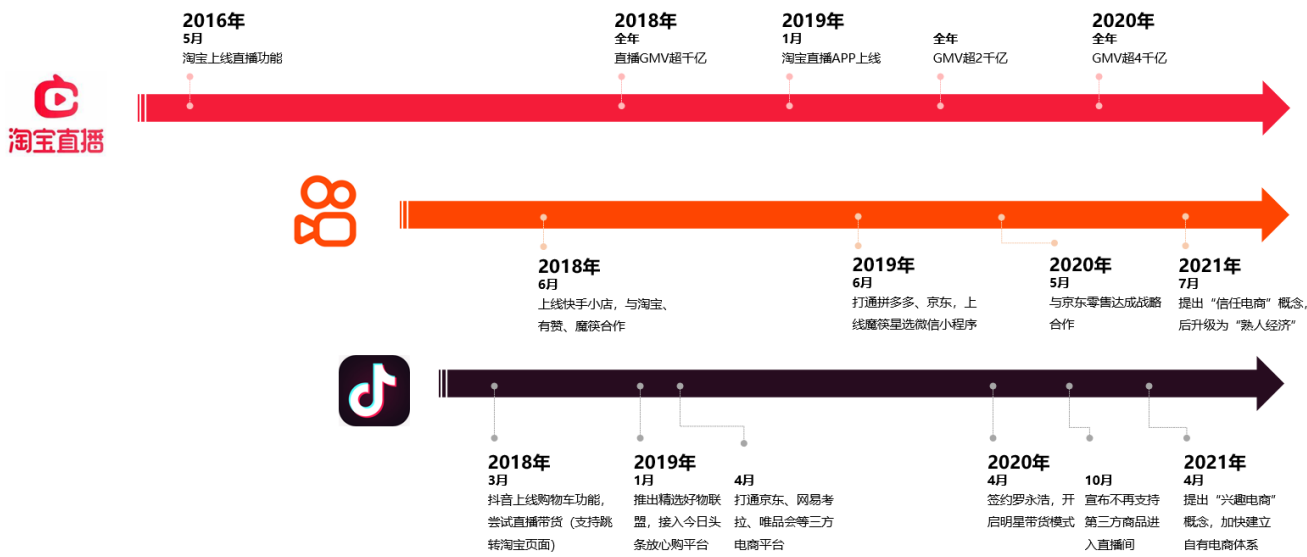 2016年
5月
淘宝上线直播功能
2018年
全年
直播GMV超千亿
2019年
1月
淘宝直播APP上线
全年
GMV超2千亿
2020年
全年
GMV超4千亿
淘宝直播
2018年
6月
上线快手小店，与淘宝、
有赞、魔筷合作
2019年
6月
打通拼多多、京东，上
线魔筷星选微信小程序
2020年
5月
与京东零售达成战略
合作
2021年
7月
提出“信任电商”概念，
后升级为“熟人经济”
2018年
3月
抖音上线购物车功能，
尝试直播带货（支持跳
转淘宝页面）
2019年
1月
推出精选好物联
盟，接入今日头
条放心购平台
4月
打通京东、网易考
拉、唯品会等三方
电商平台
2020年
4月
签约罗永浩，开
启明星带货模式
10月
宣布不再支持
第三方商品进
入直播间
2021年
4月
提出“兴趣电商”
概念，加快建立
自有电商体系